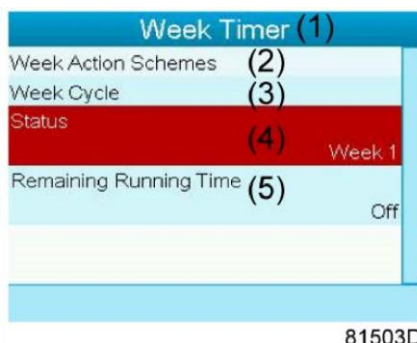 Week Timer (1)
Week Action Schemes (2)
Week Cycle (3)
Status
(4)
Week 1
Remaining Running Time (5)
Off
81503D